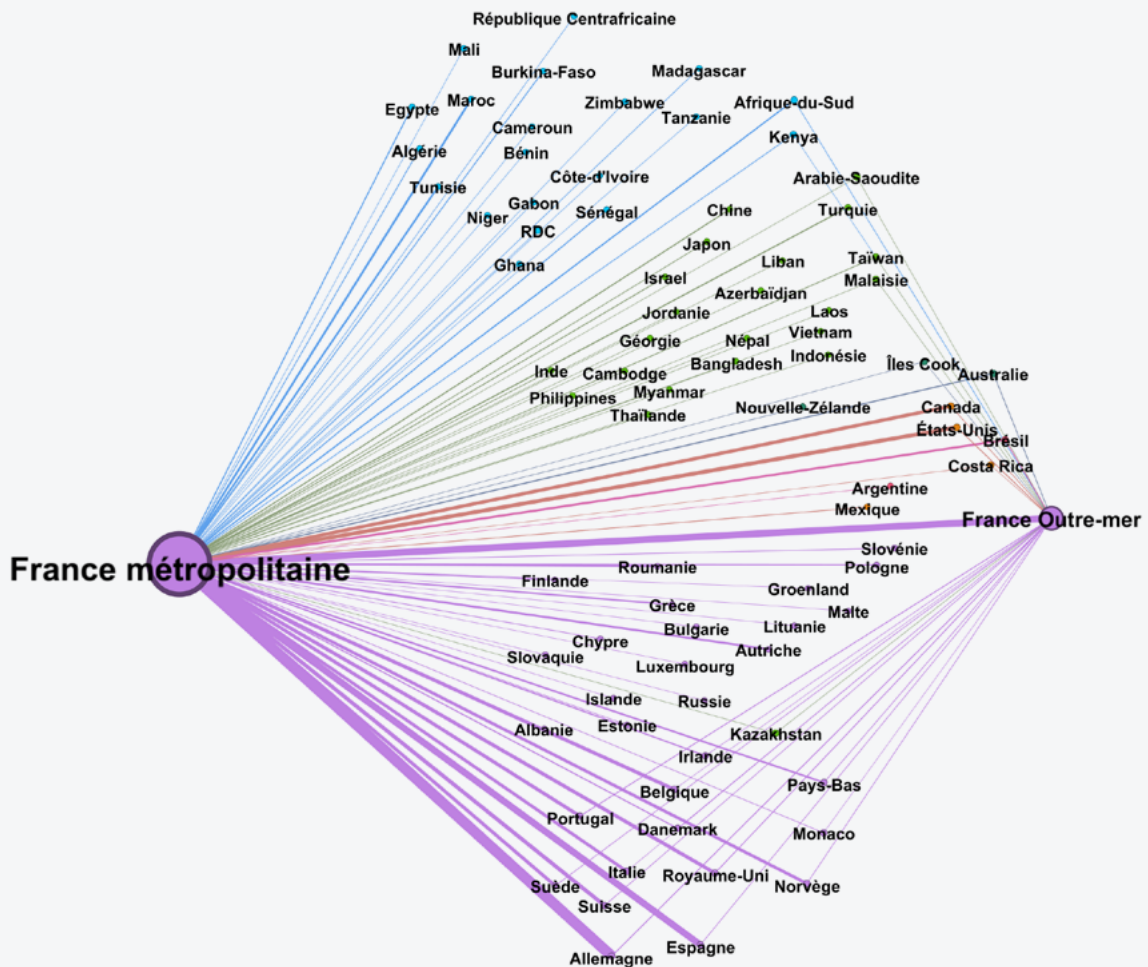 République Centrafricaine
Mali
Burkina-Faso
Madagascar
Egypte
Maroc
Zimbabwe
Afrique-du-Sud
Cameroun
Tanzanie
Kenya
Algérie
Bénin
Tunisie
Côte-d'Ivoire
Arabie-Saoudite
Niger
Gabon
Sénégal
Chine
Turquie
RDC
Japon
Ghana
Liban
Taïwan
Israel
Azerbaïdjan
Malaisie
Jordanie
Laos
Géorgie
Népal
Vietnam
Inde
Cambodge
Bangladesh
Indonésie
Îles Cook
Australie
Philippines
Myanmar
Thaïlande
Nouvelle-Zélande
Canada
États-Unis
Brésil
Costa Rica
Argentine
Mexique
France Outre-mer
France métropolitaine
Slovénie
Roumanie
Pologne
Finlande
Groenland
Grèce
Malte
Bulgarie
Lituanie
Chypre
Autriche
Slovaquie
Luxembourg
Islande
Russie
Albanie
Estonie
Kazakhstan
Irlande
Belgique
Pays-Bas
Portugal
Danemark
Monaco
Suède
Italie
Royaume-Uni
Norvège
Suisse
Allemagne
Espagne